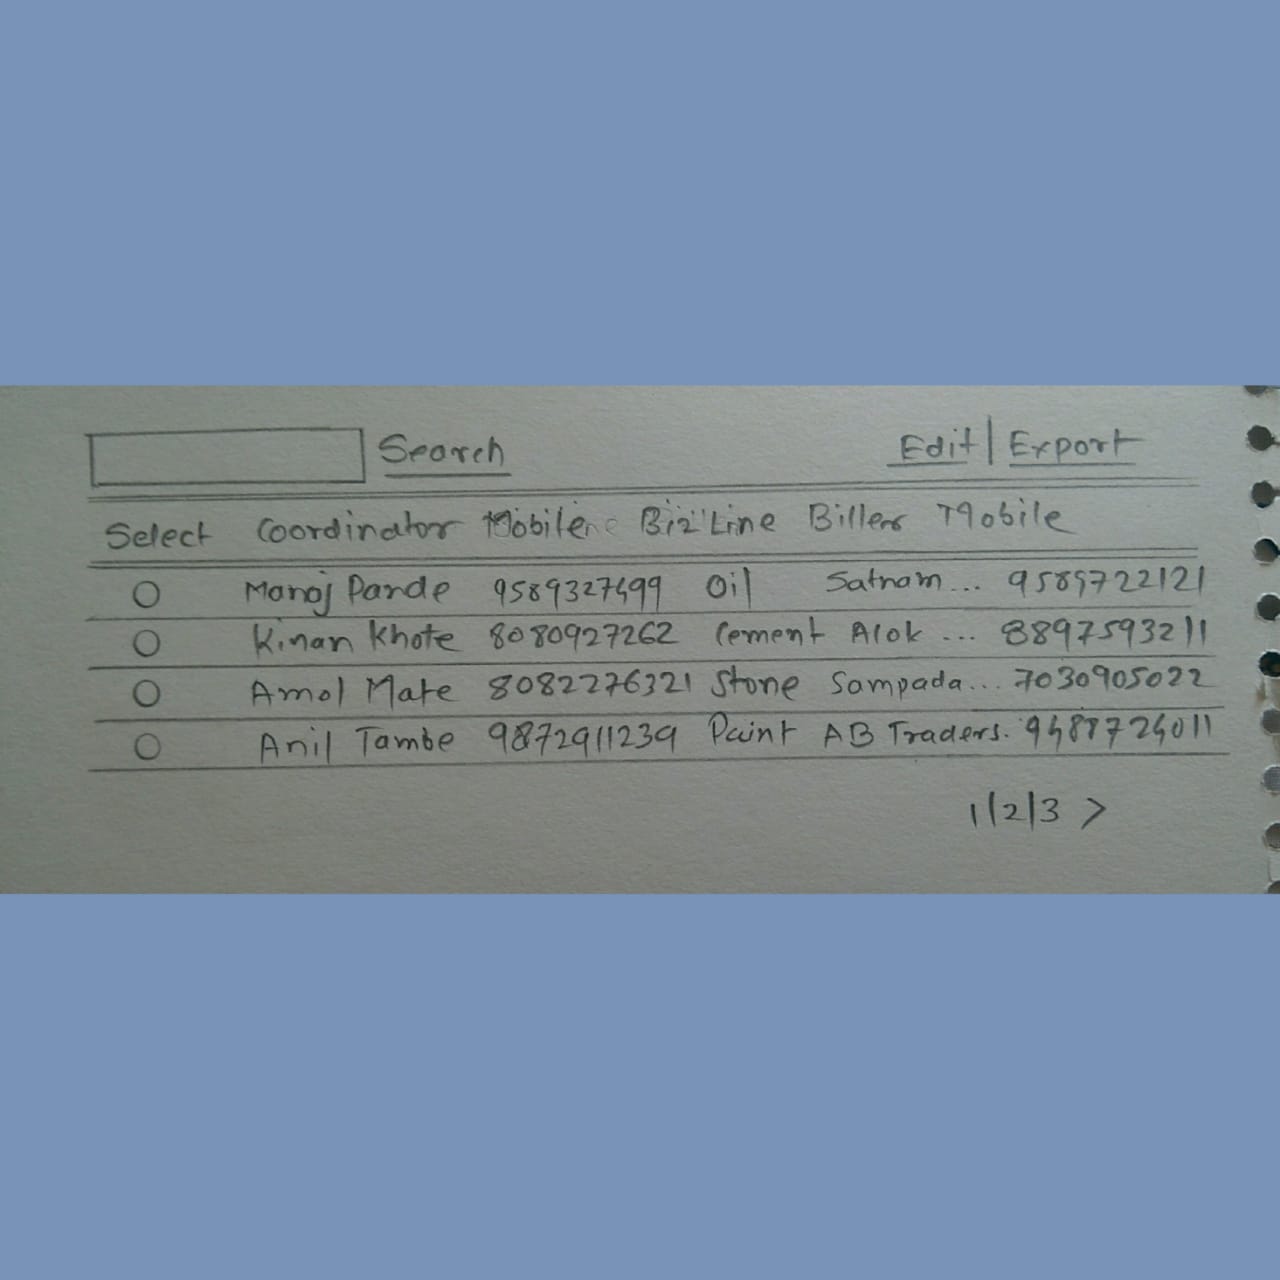 Search Edit | Export
Select Coordinator Mobile Biz Line Biller Mobile
Manoj Pande 9589327499 Oil Satnam... 9589722121
Kiran Khote 8080927262 Cement Alok ... 8897593211
Amol Mate 8082276321 Stone Sampada... 7030905022
Anil Tambe 9872911239 Paint AB Traders. 9487724011
1|2|3 >